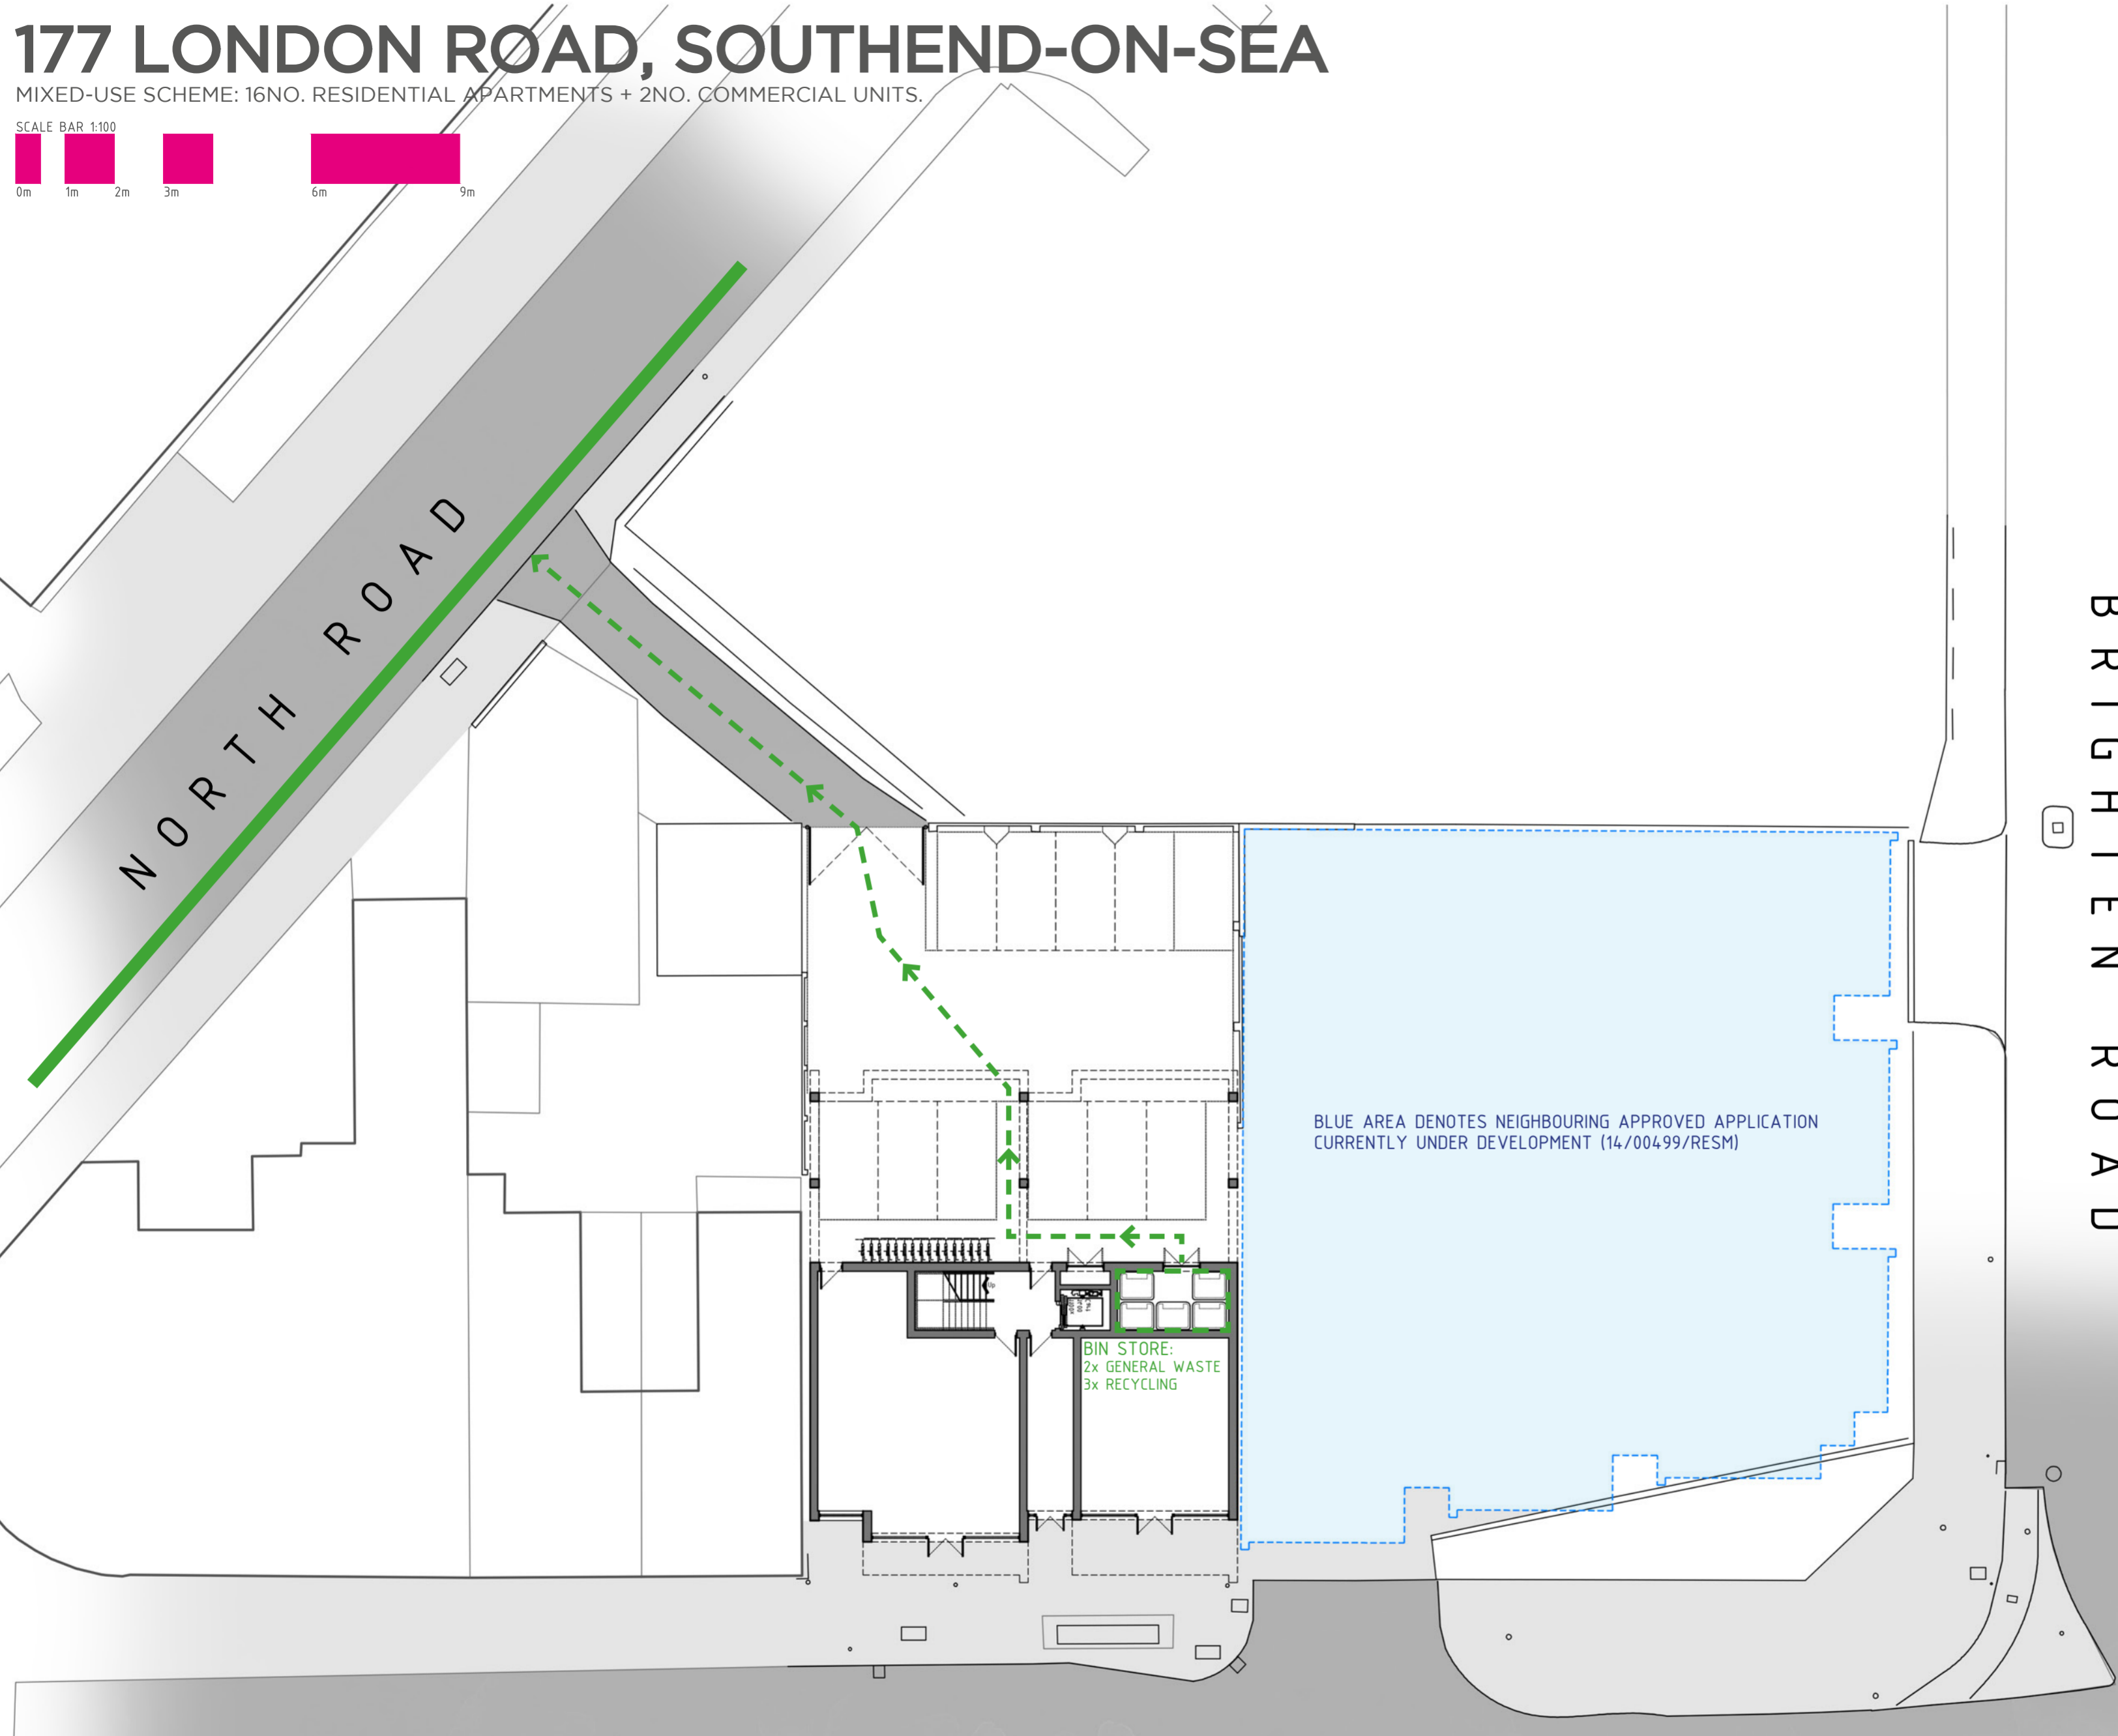 177 LONDON ROAD, SOUTHEND-ON-SEA
MIXED-USE SCHEME: 16NO. RESIDENTIAL APARTMENTS + 2NO. COMMERCIAL UNITS.
SCALE BAR 1:100
0m 1m 2m 3m 6m 9m
NORTH ROAD
BRIGHTEN ROAD
BLUE AREA DENOTES NEIGHBOURING APPROVED APPLICATION
CURRENTLY UNDER DEVELOPMENT (14/00499/RESM)
Up
BIN STORE:
2x GENERAL WASTE
3x RECYCLING